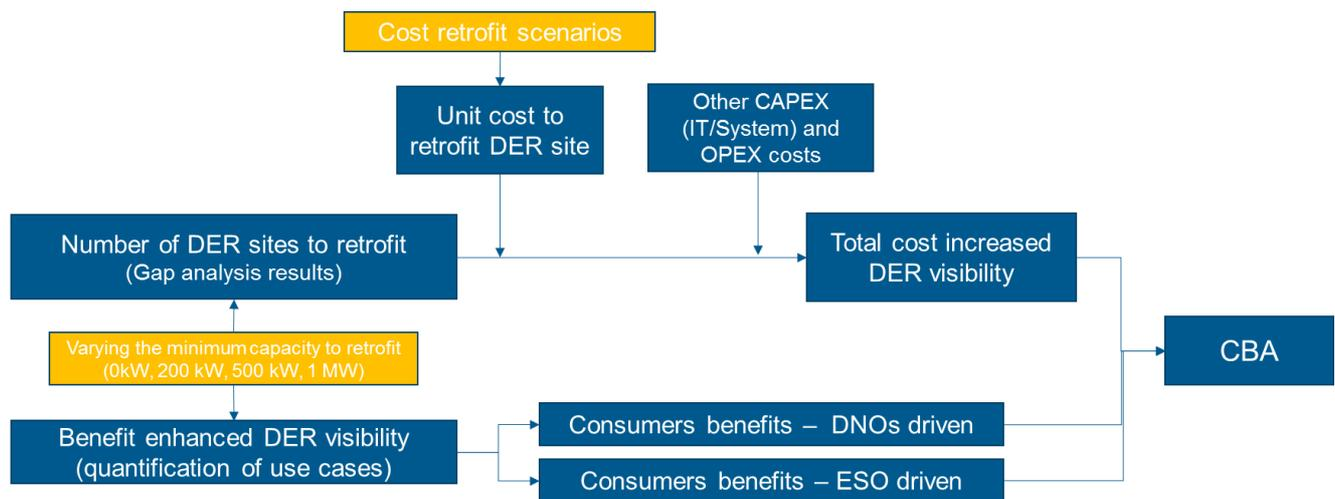 Cost retrofit scenarios
Unit cost to
retrofit DER site
Other CAPEX
(IT/System) and
OPEX costs
Number of DER sites to retrofit
(Gap analysis results)
Total cost increased
DER visibility
Varying the minimum capacity to retrofit
(0kW, 200 kW, 500 kW, 1 MW)
CBA
Benefit enhanced DER visibility
(quantification of use cases)
Consumers benefits – DNOs driven
Consumers benefits – ESO driven